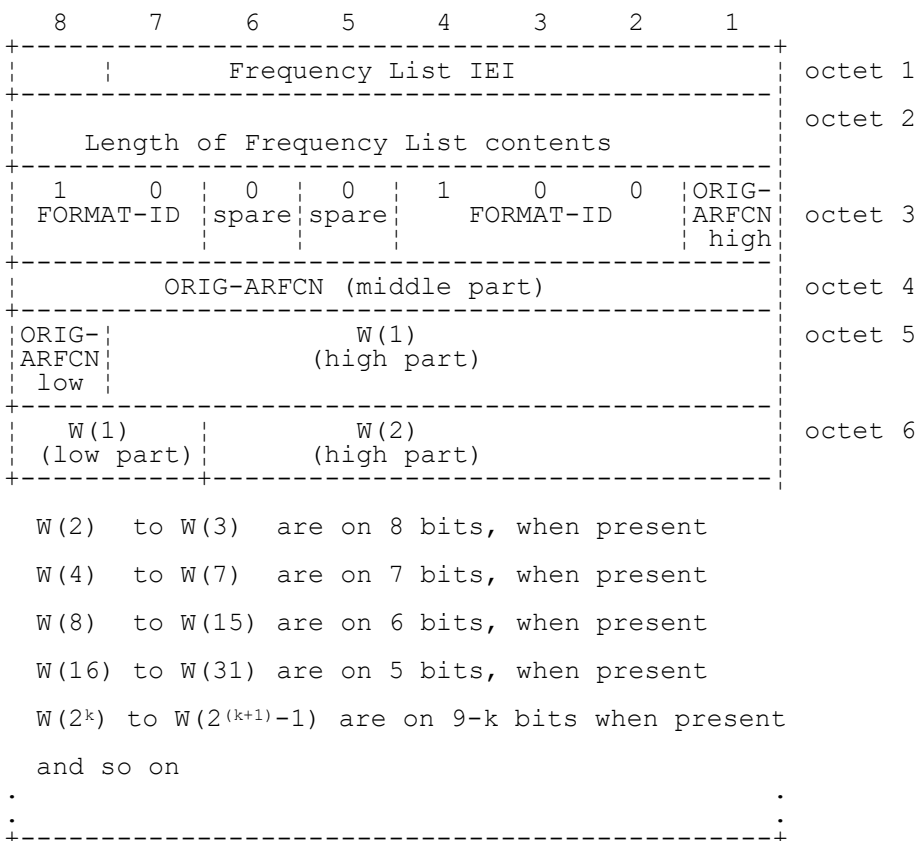 8 7 6 5 4 3 2 1
Frequency List IEI octet 1
octet 2
Length of Frequency List contents
1 0 0 0 1 0 0 ORIG-
FORMAT-ID spare spare FORMAT-ID ARFCN octet 3
high
ORIG-ARFCN (middle part) octet 4
ORIG- W(1) octet 5
ARFCN (high part)
low
W(1) W(2) octet 6
(low part) (high part)
W(2) to W(3) are on 8 bits, when present
W(4) to W(7) are on 7 bits, when present
W(8) to W(15) are on 6 bits, when present
W(16) to W(31) are on 5 bits, when present
W(2ᵏ) to W(2⁽ᵏ⁺¹⁾-1) are on 9-k bits when present
and so on
. .
. .